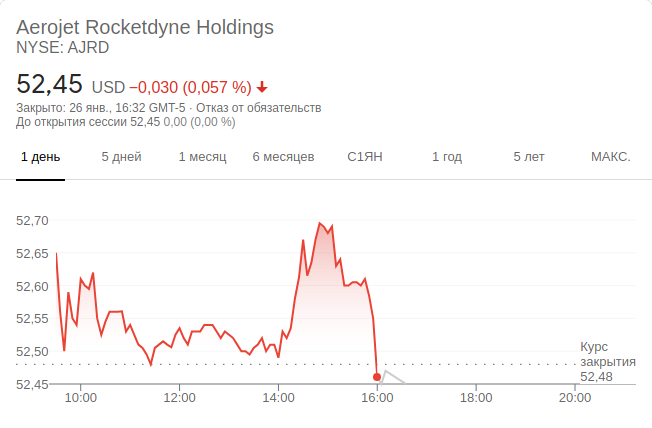 Aerojet Rocketdyne Holdings
NYSE: AJRD
52,45 USD −0,030 (0,057 %)
Закрыто: 26 янв., 16:32 GMT-5 · Отказ от обязательств
До открытия сессии 52,45 0,00 (0,00 %)
1 день 5 дней 1 месяц 6 месяцев С1ЯН 1 год 5 лет МАКС.
52,70
52,65
52,60
52,55
52,50
52,45
Курс
закрытия
52,48
10:00 12:00 14:00 16:00 18:00 20:00